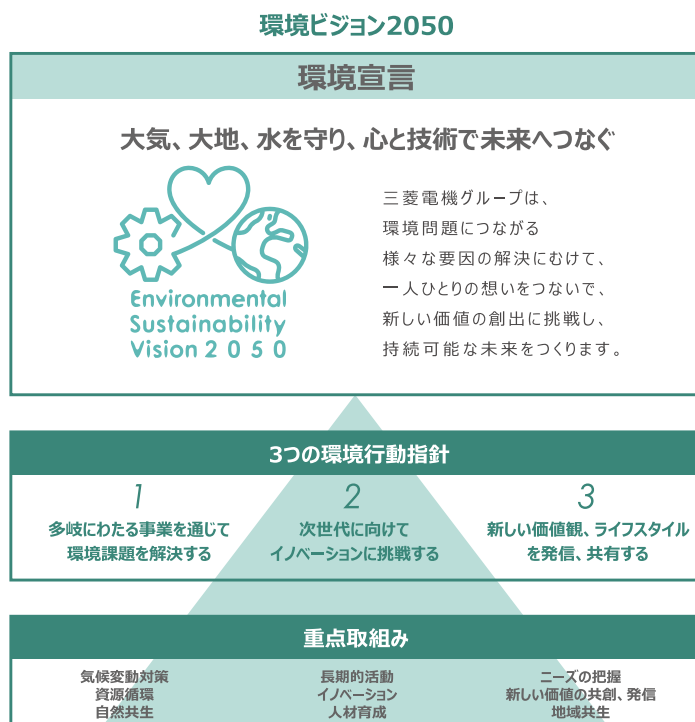 環境ビジョン2050
環境宣言
大気、大地、水を守り、心と技術で未来へつなぐ
Environmental
Sustainability
Vision 2 0 5 0
三菱電機グループは、
環境問題につながる
様々な要因の解決にむけて、
一人ひとりの想いをつないで、
新しい価値の創出に挑戦し、
持続可能な未来をつくります。
3つの環境行動指針
1
多岐にわたる事業を通じて
環境課題を解決する
2
次世代に向けて
イノベーションに挑戦する
3
新しい価値観、ライフスタイル
を発信、共有する
重点取組み
気候変動対策
資源循環
自然共生
長期的活動
イノベーション
人材育成
ニーズの把握
新しい価値の共創、発信
地域共生